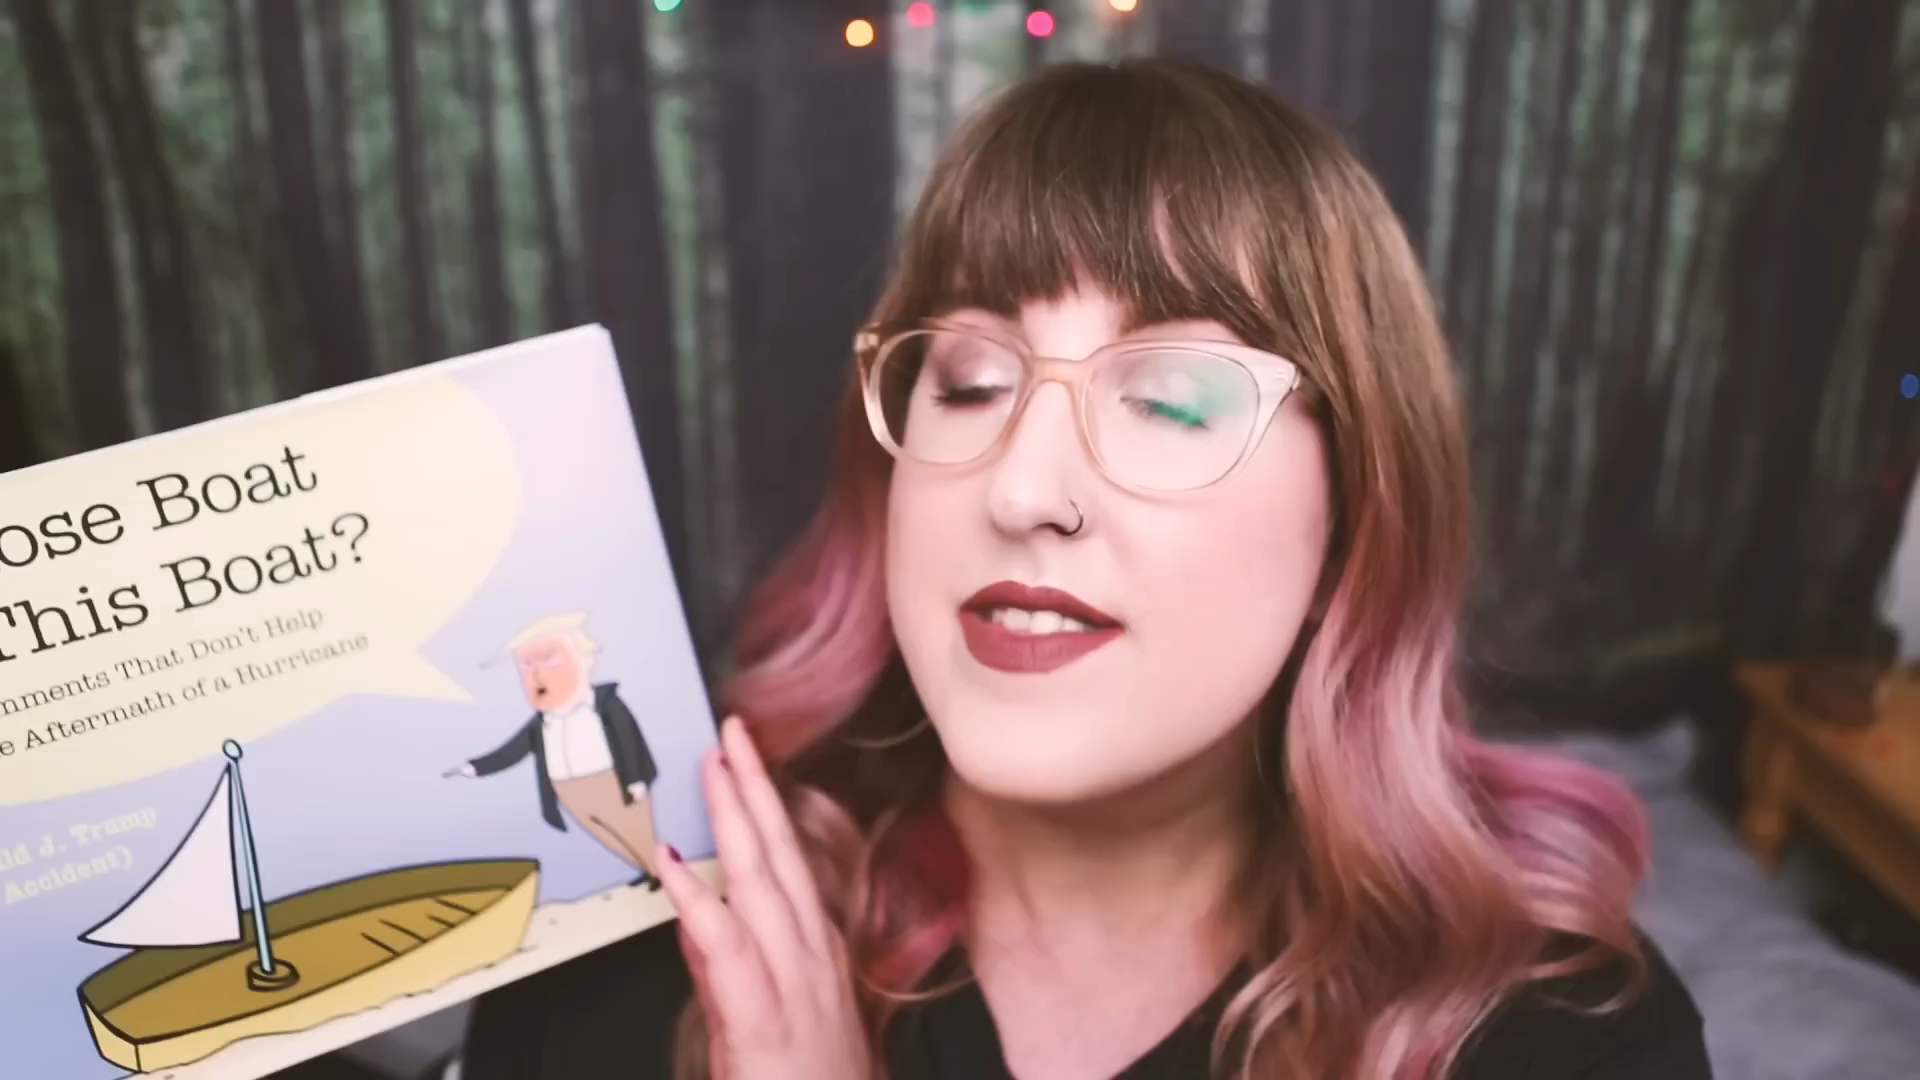 ose Boat
This Boat?
mments That Don't Help
e Aftermath of a Hurricane
ld J. Trump
Accident)